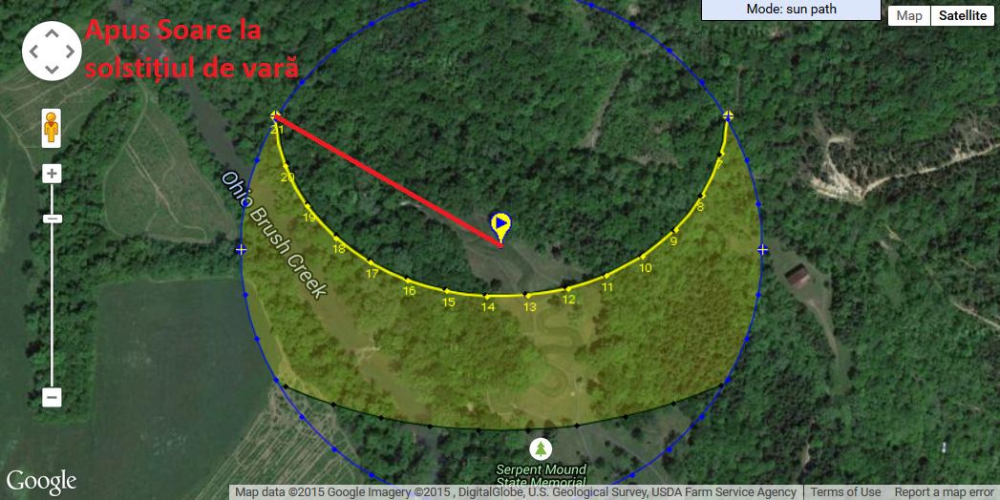 Mode: sun path
Map Satellite
Apus Soare la
solstițiul de vară
21
20
19
18
17
16
15
14
13
12
11
10
9
8
7
Ohio Brush Creek
Serpent Mound
State Memorial
Google
Map data ©2015 Google Imagery ©2015 , DigitalGlobe, U.S. Geological Survey, USDA Farm Service Agency Terms of Use Report a map error